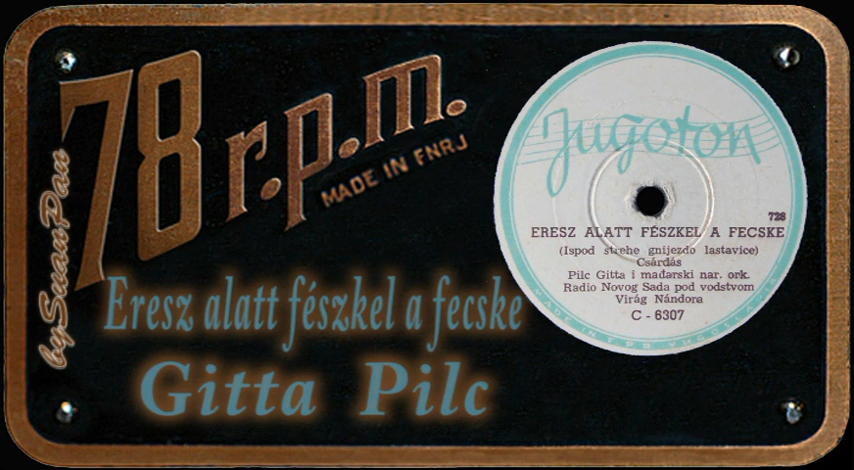 78 r.p.m.
MADE IN FNRJ
bySuanPan
Eresz alatt fészkel a fecske
Gitta Pilc
Jugoton
728
ERESZ ALATT FÉSZKEL A FECSKE
(Ispod strehe gnijezdo lastavice)
Csárdás
Pilc Gitta i mađarski nar. ork.
Radio Novog Sada pod vodstvom
Virág Nándora
C - 6307